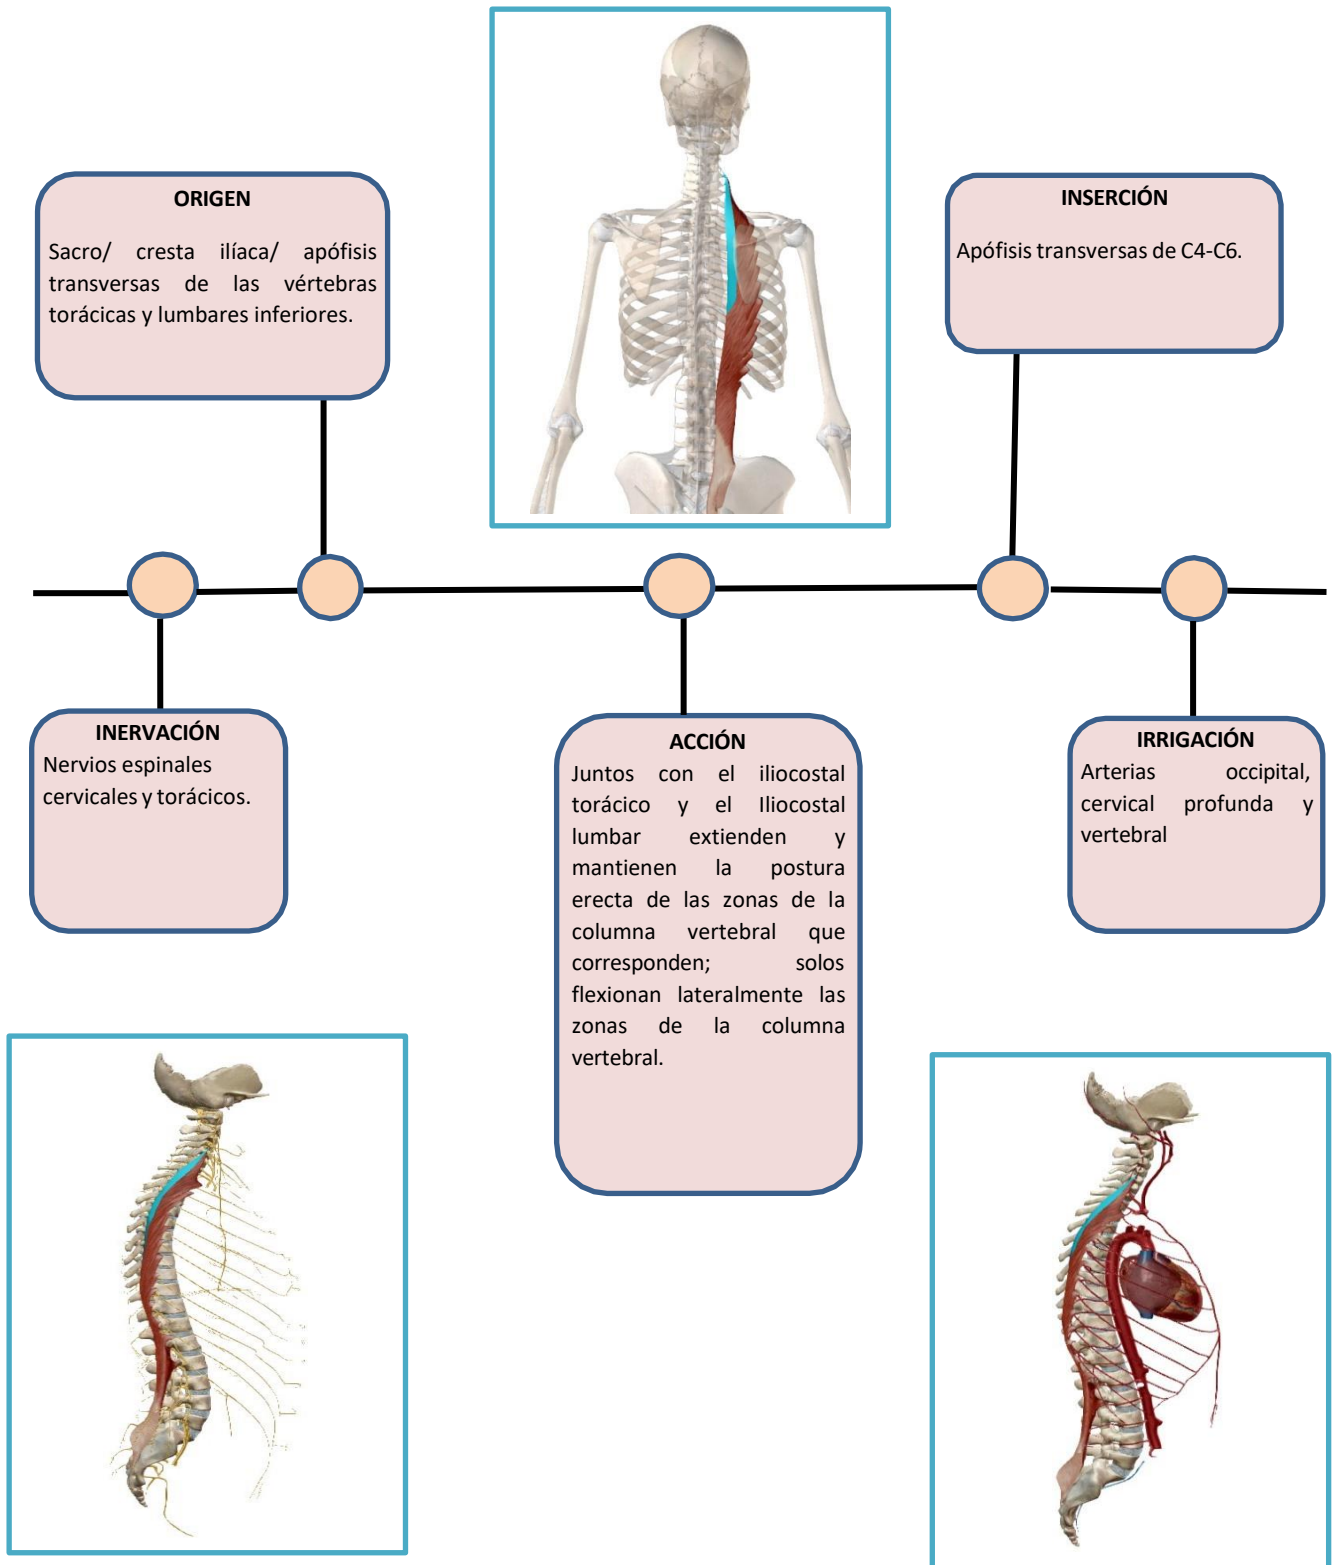 ORIGEN
Sacro/ cresta ilíaca/ apófisis
transversas de las vértebras
torácicas y lumbares inferiores.
INSERCIÓN
Apófisis transversas de C4-C6.
INERVACIÓN
Nervios espinales
cervicales y torácicos.
ACCIÓN
Juntos con el iliocostal
torácico y el Iliocostal
lumbar extienden y
mantienen la postura
erecta de las zonas de la
columna vertebral que
corresponden; solos
flexionan lateralmente las
zonas de la columna
vertebral.
IRRIGACIÓN
Arterias occipital,
cervical profunda y
vertebral